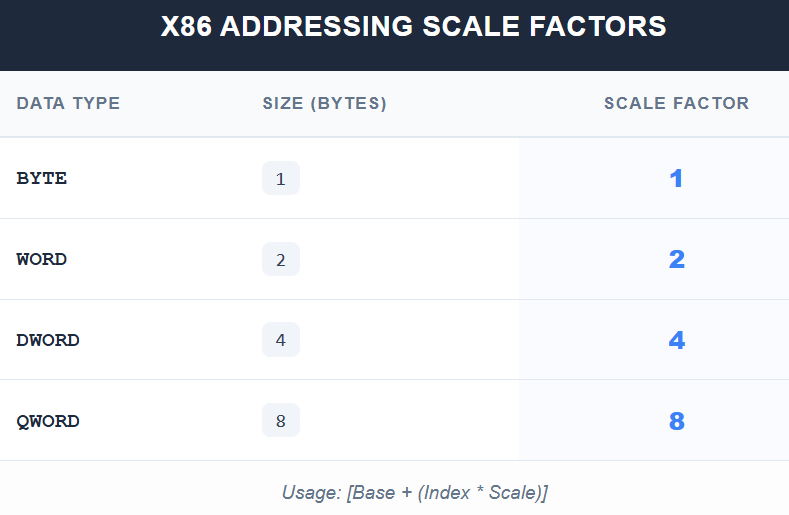 X86 ADDRESSING SCALE FACTORS
DATA TYPE SIZE (BYTES) SCALE FACTOR
BYTE 1 1
WORD 2 2
DWORD 4 4
QWORD 8 8
Usage: [Base + (Index * Scale)]